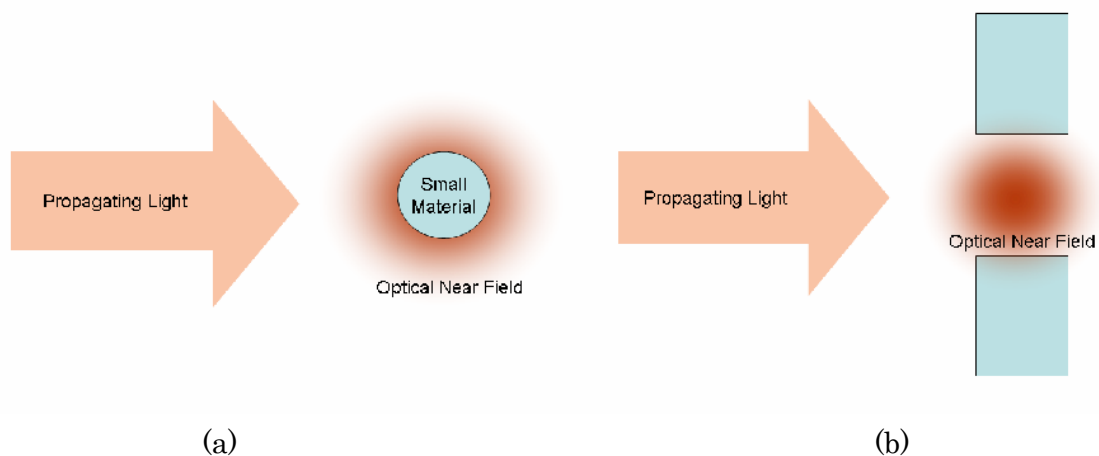 Propagating Light
Small
Material
Optical Near Field
(a)
Propagating Light
Optical Near Field
(b)